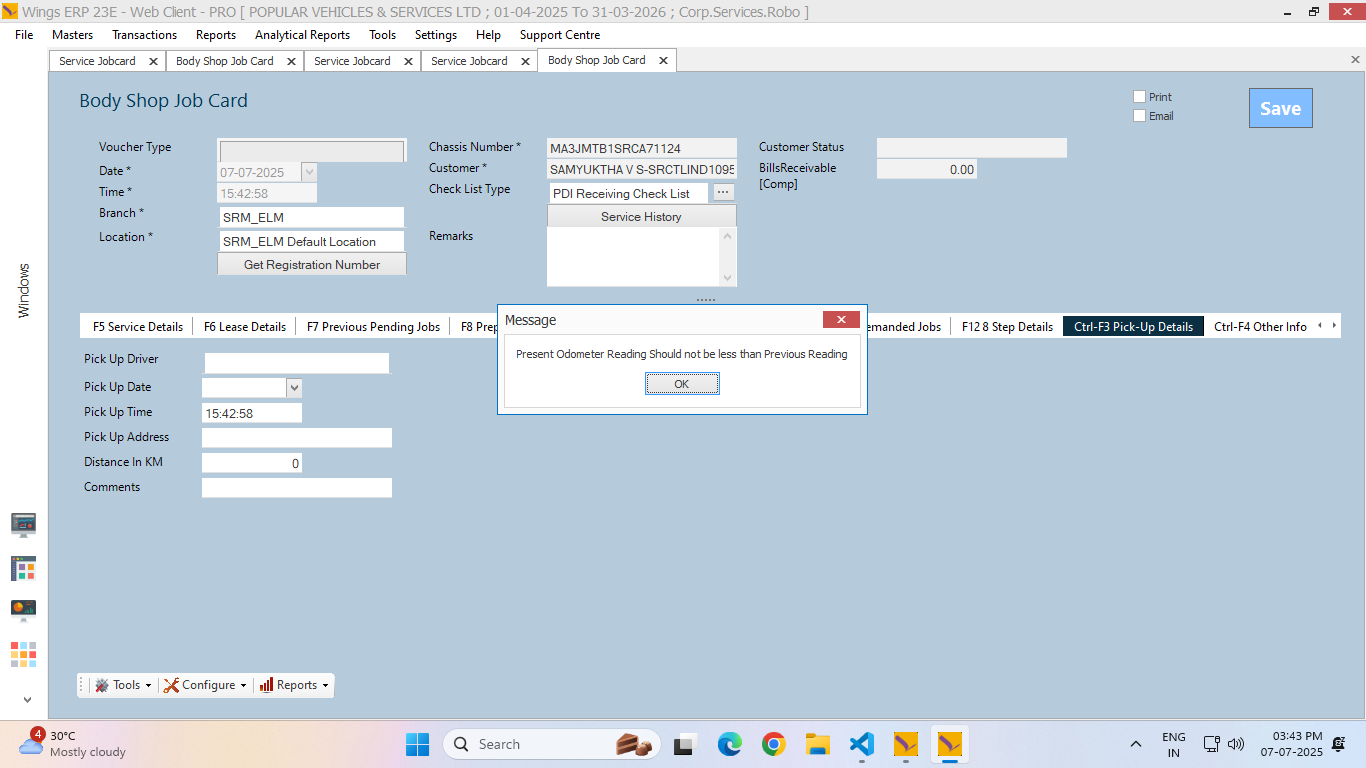 Wings ERP 23E - Web Client - PRO [ POPULAR VEHICLES & SERVICES LTD ; 01-04-2025 To 31-03-2026 ; Corp.Services.Robo ]
File Masters Transactions Reports Analytical Reports Tools Settings Help Support Centre
Service Jobcard Body Shop Job Card Service Jobcard Service Jobcard Body Shop Job Card
Body Shop Job Card
Print
Email
Save
Voucher Type
Date * 07-07-2025
Time * 15:42:58
Branch * SRM_ELM
Location * SRM_ELM Default Location
Get Registration Number
Chassis Number * MA3JMTB1SRCA71124
Customer * SAMYUKTHA V S-SRCTLIND1095
Check List Type PDI Receiving Check List ...
Service History
Remarks
Customer Status
BillsReceivable 0.00
[Comp]
Windows
F5 Service Details F6 Lease Details F7 Previous Pending Jobs F8 Prep emanded Jobs F12 8 Step Details Ctrl-F3 Pick-Up Details Ctrl-F4 Other Info
Message
Present Odometer Reading Should not be less than Previous Reading
OK
Pick Up Driver
Pick Up Date
Pick Up Time 15:42:58
Pick Up Address
Distance In KM 0
Comments
Tools Configure Reports
4
30°C
Mostly cloudy
Search
ENG
IN
03:43 PM
07-07-2025